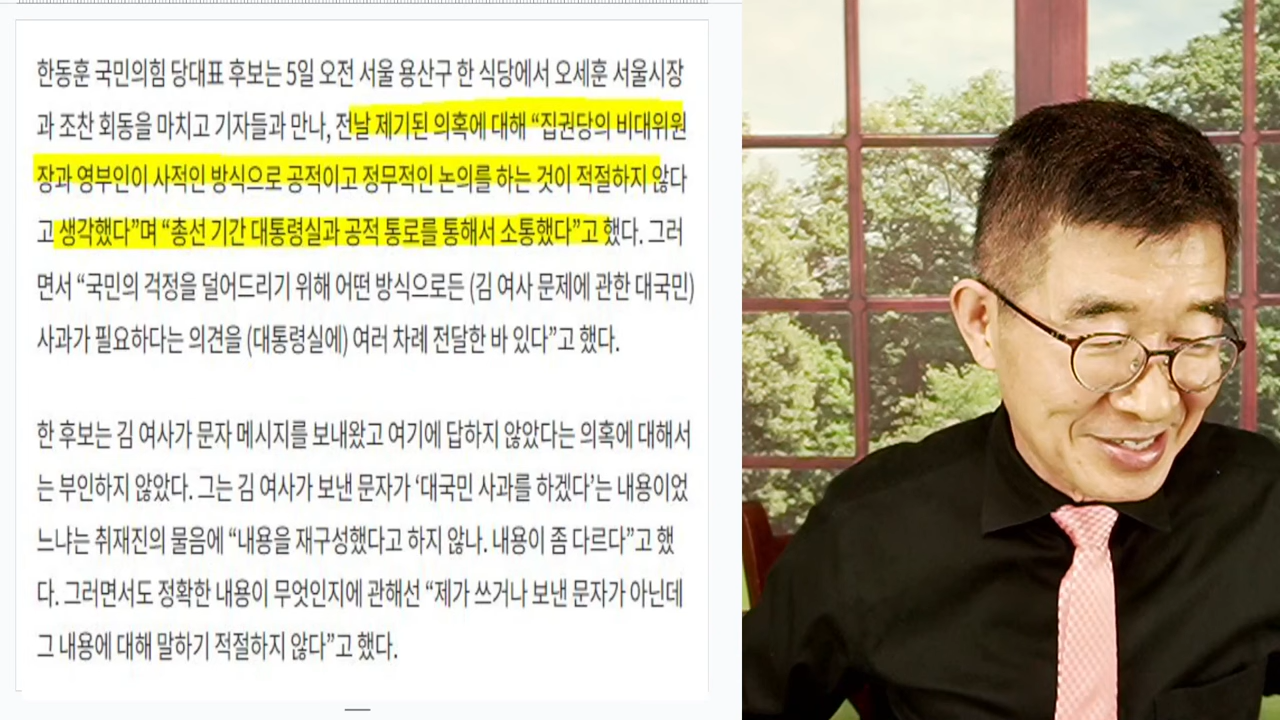 한동훈 국민의힘 당대표 후보는 5일 오전 서울 용산구 한 식당에서 오세훈 서울시장
과 조찬 회동을 마치고 기자들과 만나, 전날 제기된 의혹에 대해 “집권당의 비대위원
장과 영부인이 사적인 방식으로 공적이고 정무적인 논의를 하는 것이 적절하지 않다
고 생각했다”며 “총선 기간 대통령실과 공적 통로를 통해서 소통했다”고 했다. 그러
면서 “국민의 걱정을 덜어드리기 위해 어떤 방식으로든 (김 여사 문제에 관한 대국민)
사과가 필요하다는 의견을 (대통령실에) 여러 차례 전달한 바 있다”고 했다.
한 후보는 김 여사가 문자 메시지를 보내왔고 여기에 답하지 않았다는 의혹에 대해서
는 부인하지 않았다. 그는 김 여사가 보낸 문자가 ‘대국민 사과를 하겠다’는 내용이었
느냐는 취재진의 물음에 “내용을 재구성했다고 하지 않나. 내용이 좀 다르다”고 했
다. 그러면서도 정확한 내용이 무엇인지에 관해선 “제가 쓰거나 보낸 문자가 아닌데
그 내용에 대해 말하기 적절하지 않다”고 했다.